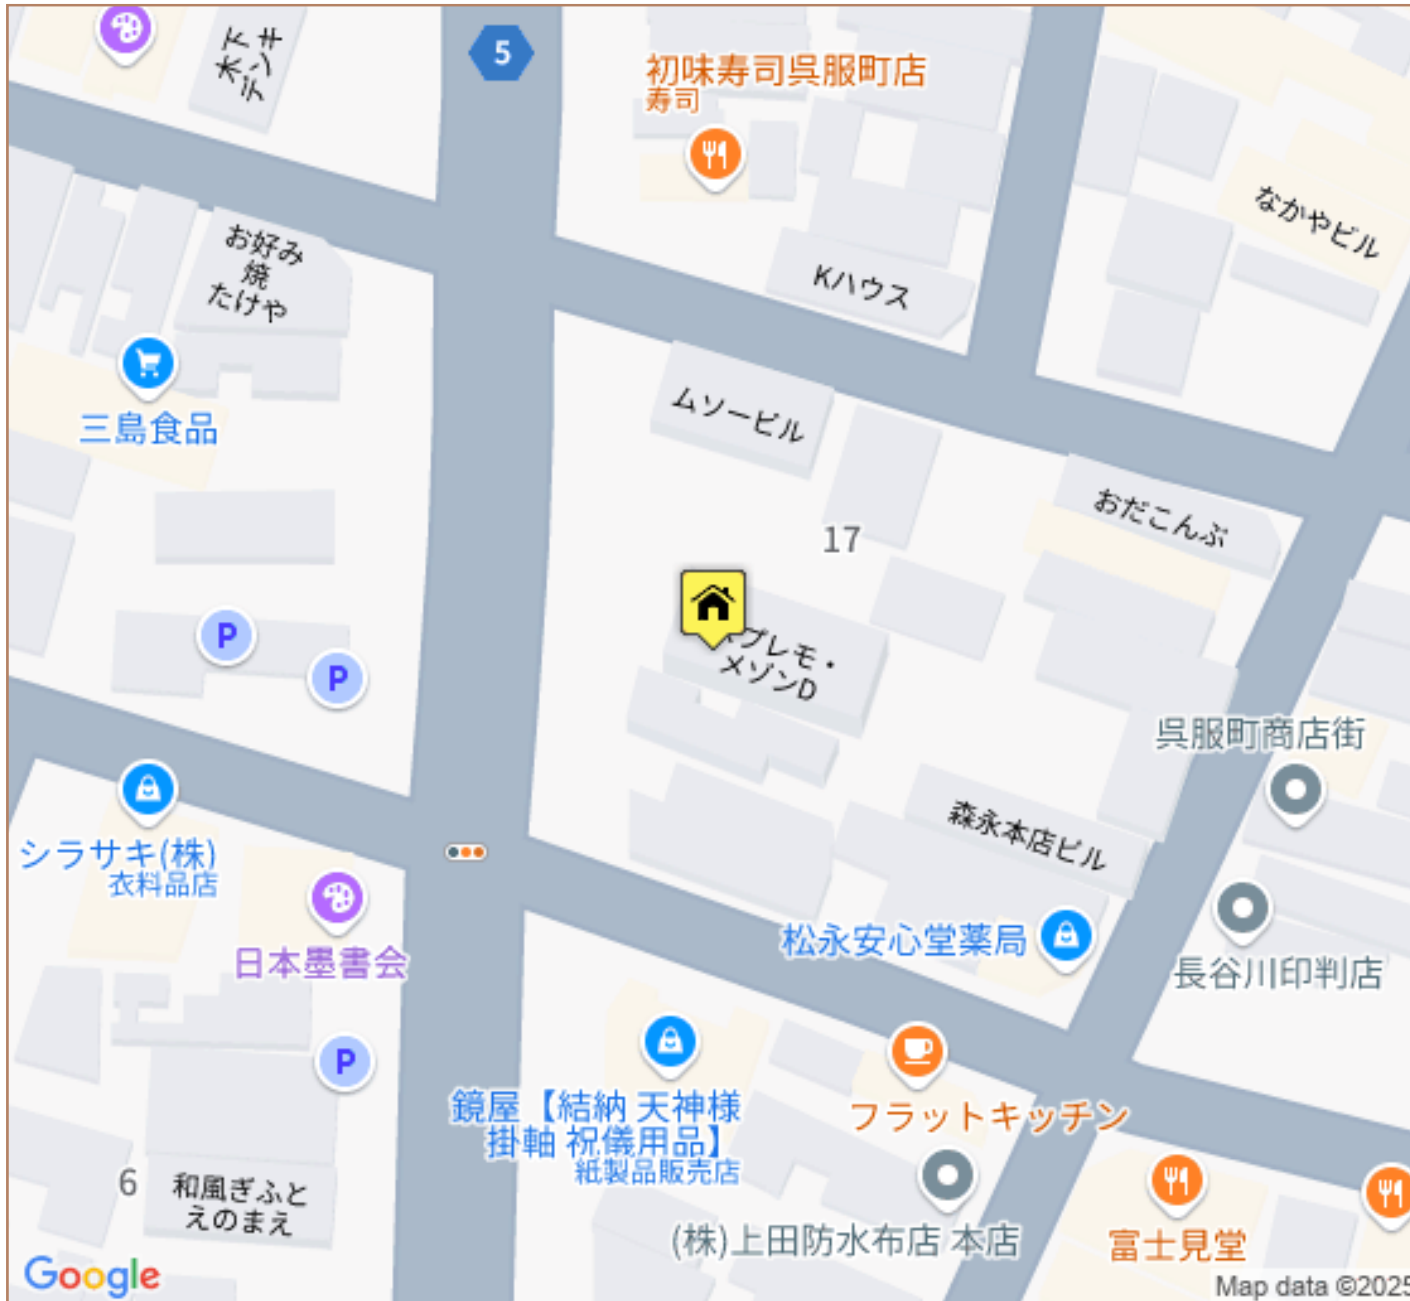 木下
デンキ
5
初味寿司呉服町店
寿司
なかやビル
お好み
焼
たけや
Kハウス
三島食品
ムソービル
17
おだこんぶ
プレモ・
メゾンD
P
P
呉服町商店街
シラサキ(株)
衣料品店
森永本店ビル
日本墨書会
松永安心堂薬局
長谷川印判店
P
鏡屋【結納 天神様
掛軸 祝儀用品】
紙製品販売店
フラットキッチン
6
和風ぎふと
えのまえ
(株)上田防水布店 本店
富士見堂
Google
Map data ©2025